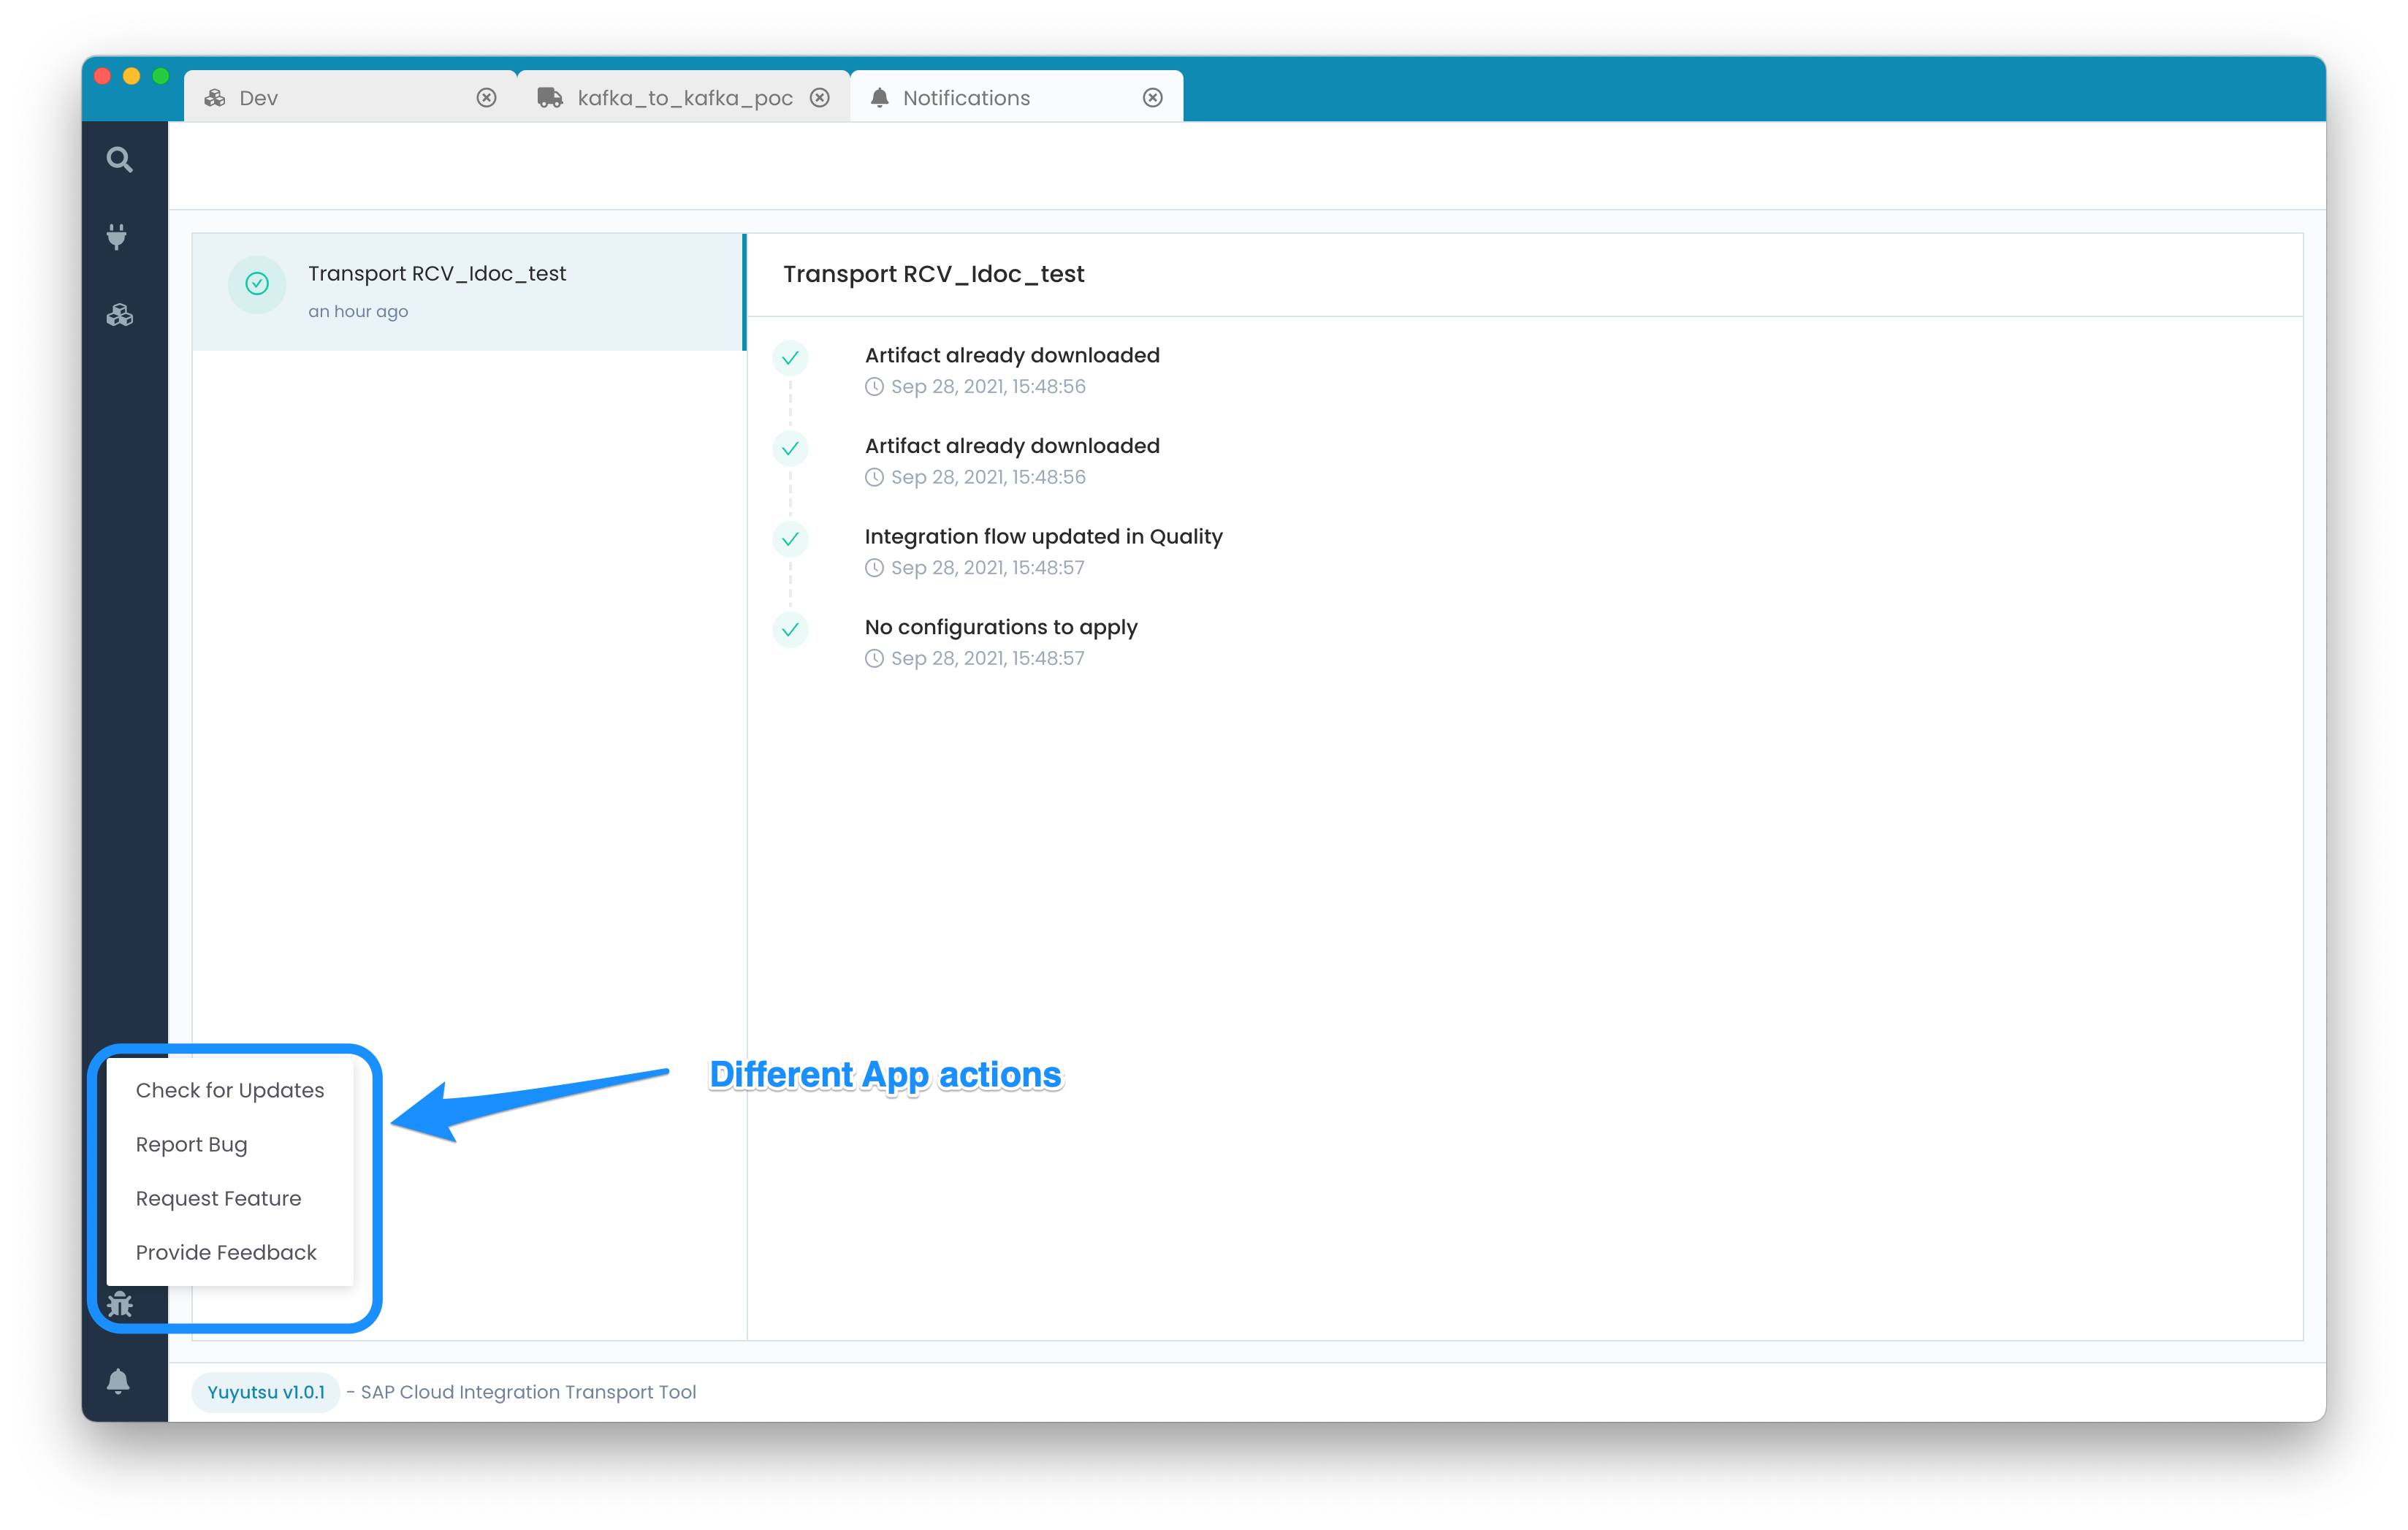 Dev
kafka_to_kafka_poc
Notifications
Transport RCV_Idoc_test
an hour ago
Transport RCV_Idoc_test
Artifact already downloaded
Sep 28, 2021, 15:48:56
Artifact already downloaded
Sep 28, 2021, 15:48:56
Integration flow updated in Quality
Sep 28, 2021, 15:48:57
No configurations to apply
Sep 28, 2021, 15:48:57
Different App actions
Check for Updates
Report Bug
Request Feature
Provide Feedback
Yuyutsu v1.0.1 - SAP Cloud Integration Transport Tool